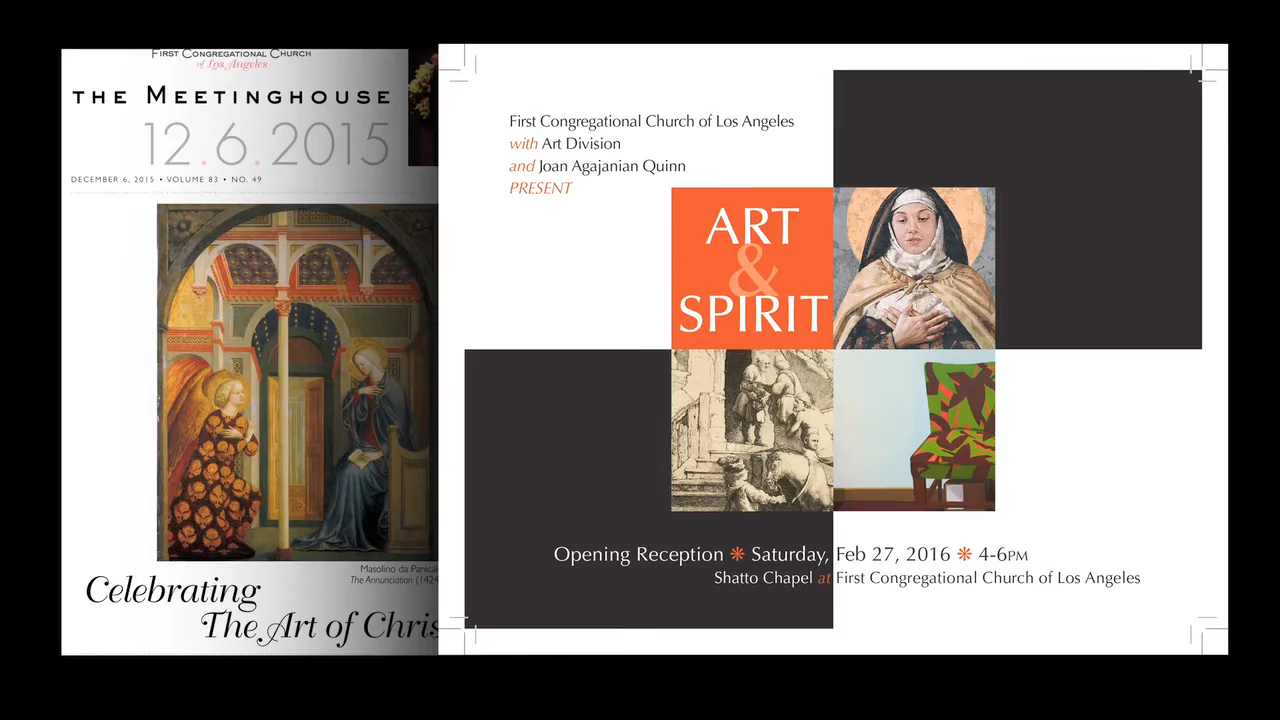 First Congregational Church
of Los Angeles
THE MEETINGHOUSE
12.6.2015
DECEMBER 6, 2015 • VOLUME 83 • NO. 49
Masolino da
The Annunciation (1424
Celebrating
The Art of
First Congregational Church of Los Angeles
with Art Division
and Joan Agajanian Quinn
PRESENT
ART
&
SPIRIT
Opening Reception ❋ Saturday, Feb 27, 2016 ❋ 4-6PM
Shatto Chapel at First Congregational Church of Los Angeles